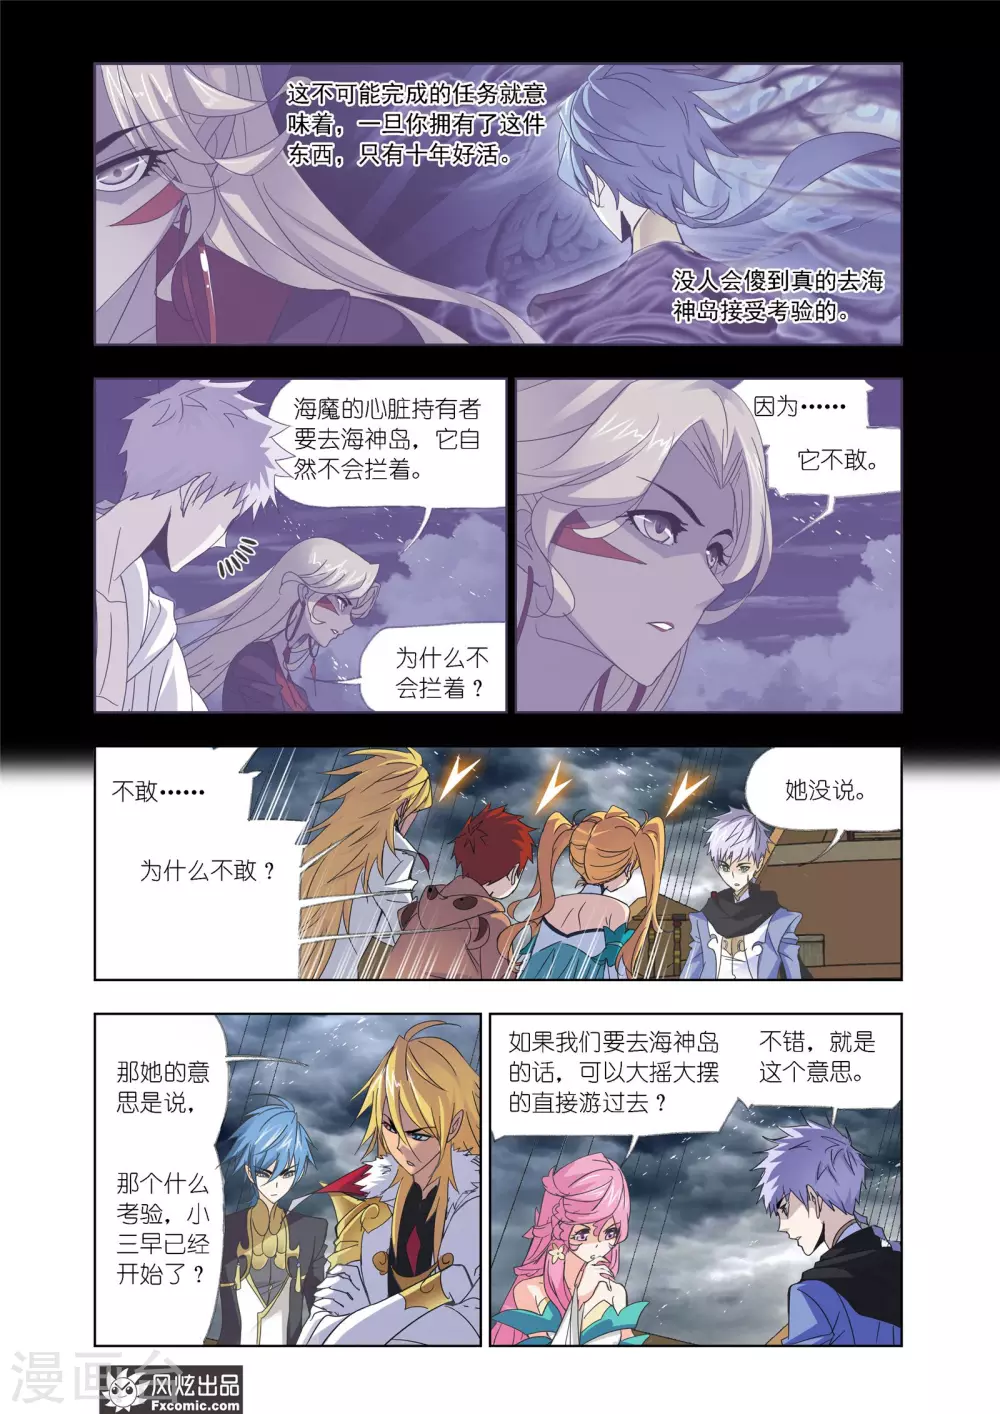 这不可能完成的任务就意
味着，一旦你拥有了这件
东西，只有十年好活。
没人会傻到真的去海
神岛接受考验的。
海魔的心脏持有者
要去海神岛，它自
然不会拦着。
为什么不
会拦着？
因为……
它不敢。
不敢……
为什么不敢？
她没说。
那她的意
思是说，
那个什么
考验，小
三早已经
开始了？
如果我们要去海神岛
的话，可以大摇大摆
的直接游过去？
不错，就是
这个意思。
漫画台
风炫出品
Fxcomic.com